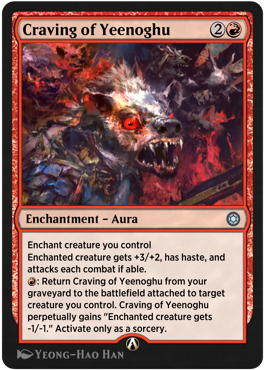 Craving of Yeenoghu 2
Enchantment – Aura
Enchant creature you control
Enchanted creature gets +3/+2, has haste, and
attacks each combat if able.
: Return Craving of Yeenoghu from your
graveyard to the battlefield attached to target
creature you control. Craving of Yeenoghu
perpetually gains "Enchanted creature gets
-1/-1." Activate only as a sorcery.
Yeong-Hao Han